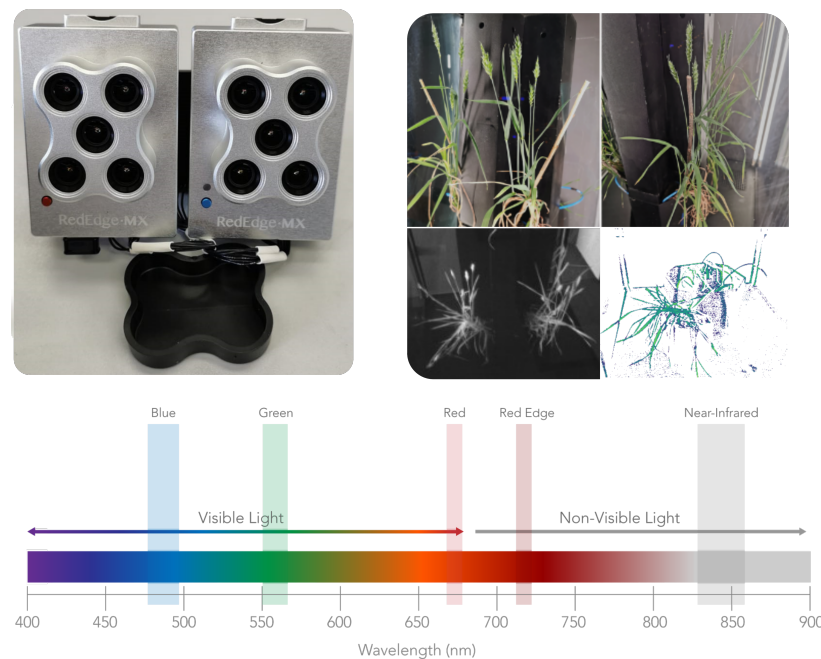 RedEdge-MX
RedEdge-MX
Blue
Green
Red
Red Edge
Near-Infrared
Visible Light
Non-Visible Light
400
450
500
550
600
650
700
750
800
850
900
Wavelength (nm)